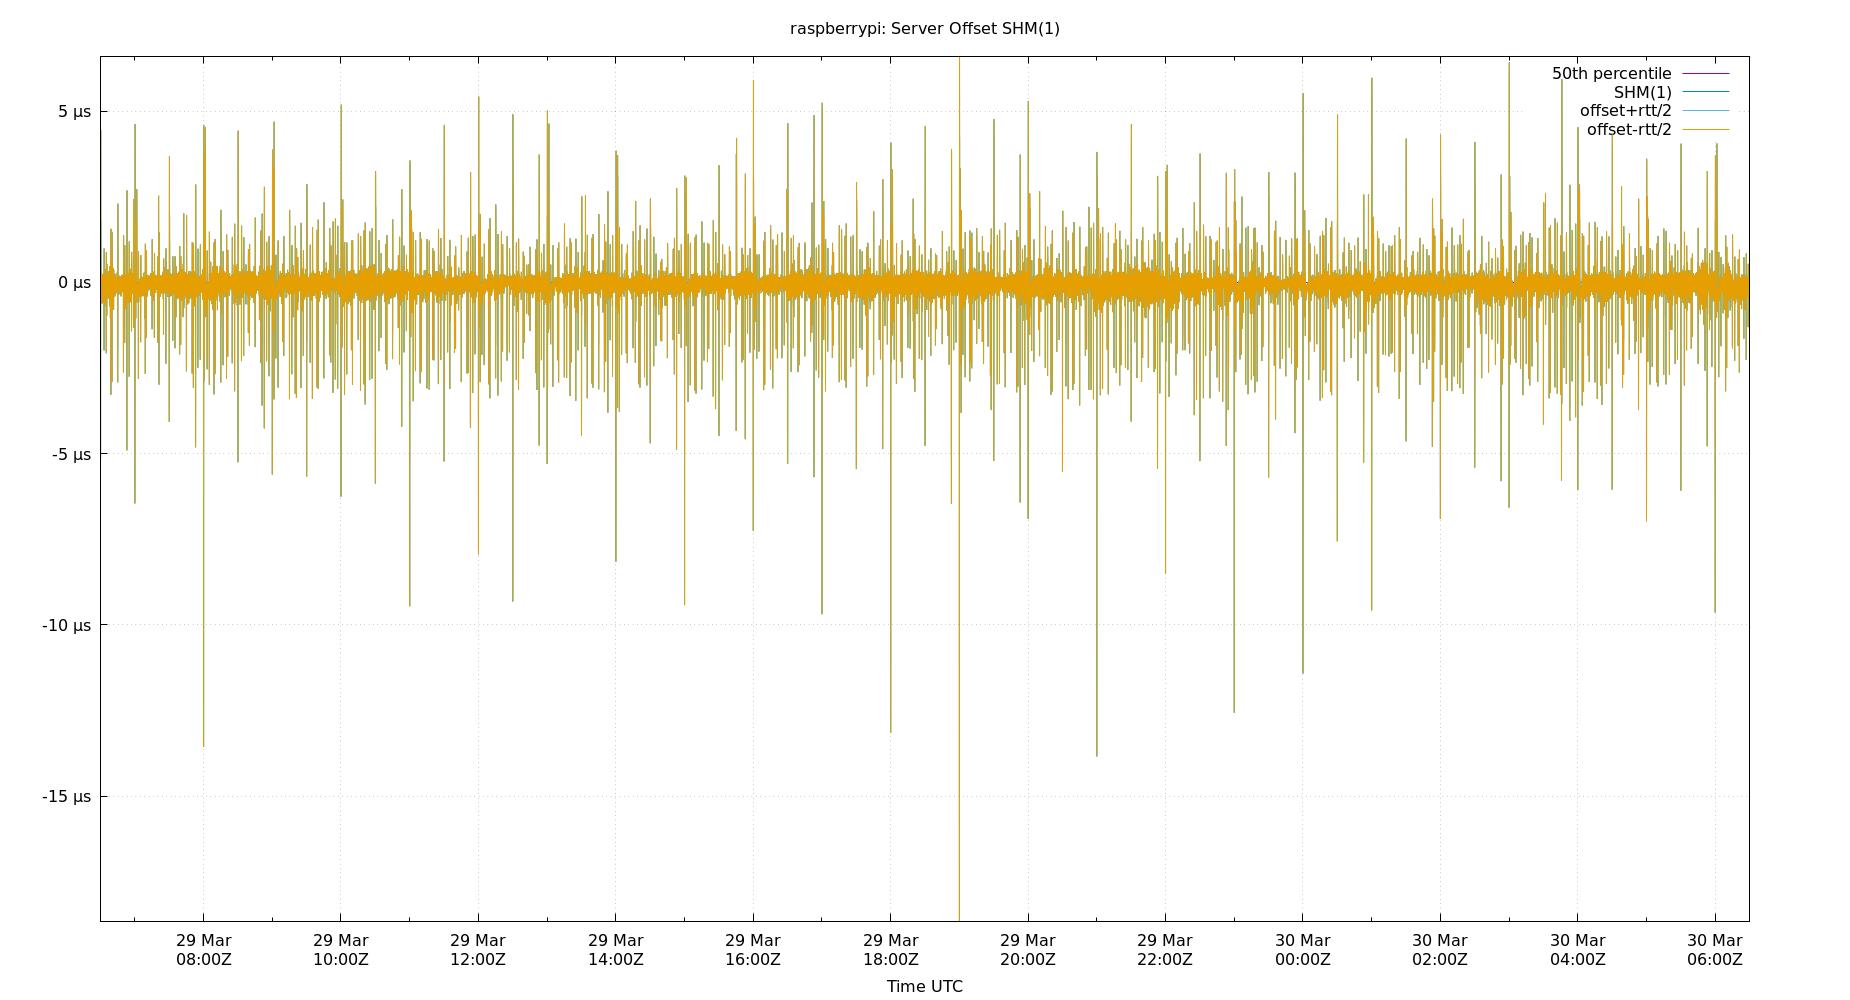 raspberrypi: Server Offset SHM(1)
50th percentile
SHM(1)
offset+rtt/2
offset-rtt/2
5 µs
0 µs
-5 µs
-10 µs
-15 µs
29 Mar 29 Mar 29 Mar 29 Mar 29 Mar 29 Mar 29 Mar 29 Mar 30 Mar 30 Mar 30 Mar 30 Mar
08:00Z 10:00Z 12:00Z 14:00Z 16:00Z 18:00Z 20:00Z 22:00Z 00:00Z 02:00Z 04:00Z 06:00Z
Time UTC